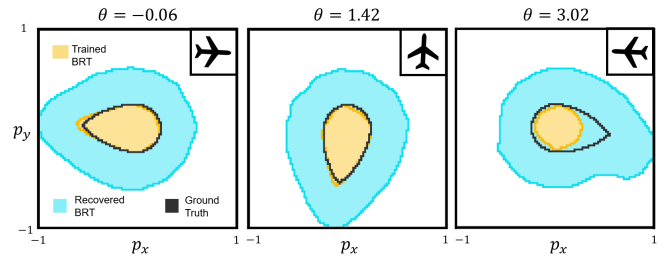 θ = −0.06
θ = 1.42
θ = 3.02
1
Trained
BRT
p_y
Recovered
BRT
Ground
Truth
−1
−1
p_x
1
−1
p_x
1
−1
p_x
1